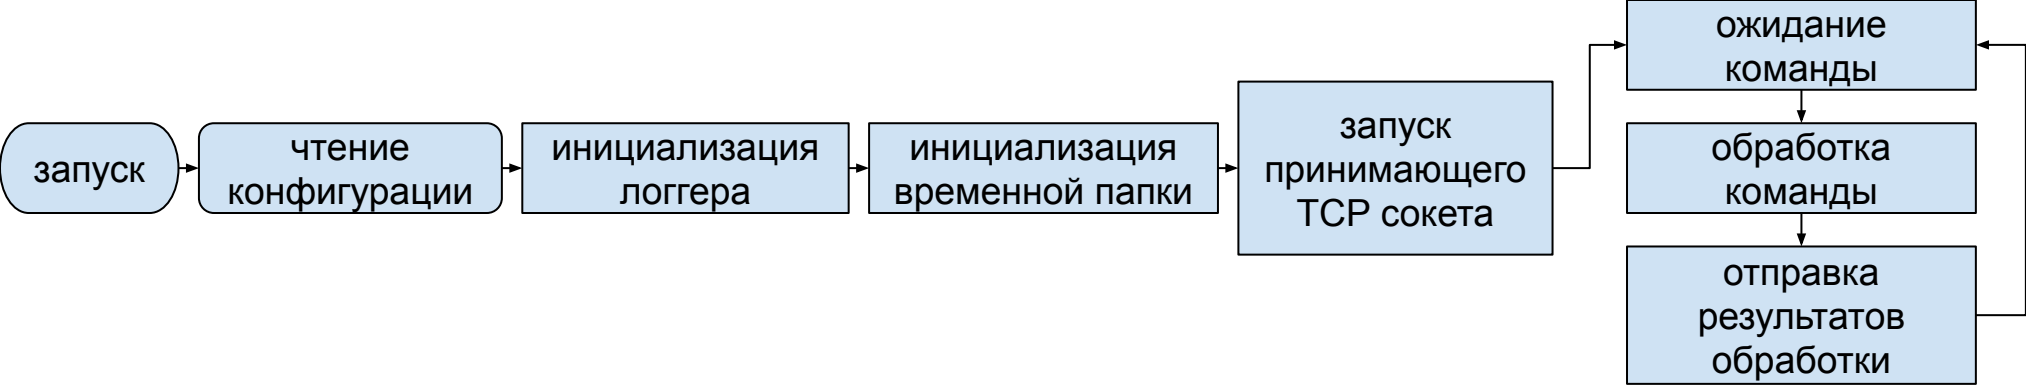 запуск
чтение
конфигурации
инициализация
логгера
инициализация
временной папки
запуск
принимающего
TCP сокета
ожидание
команды
обработка
команды
отправка
результатов
обработки